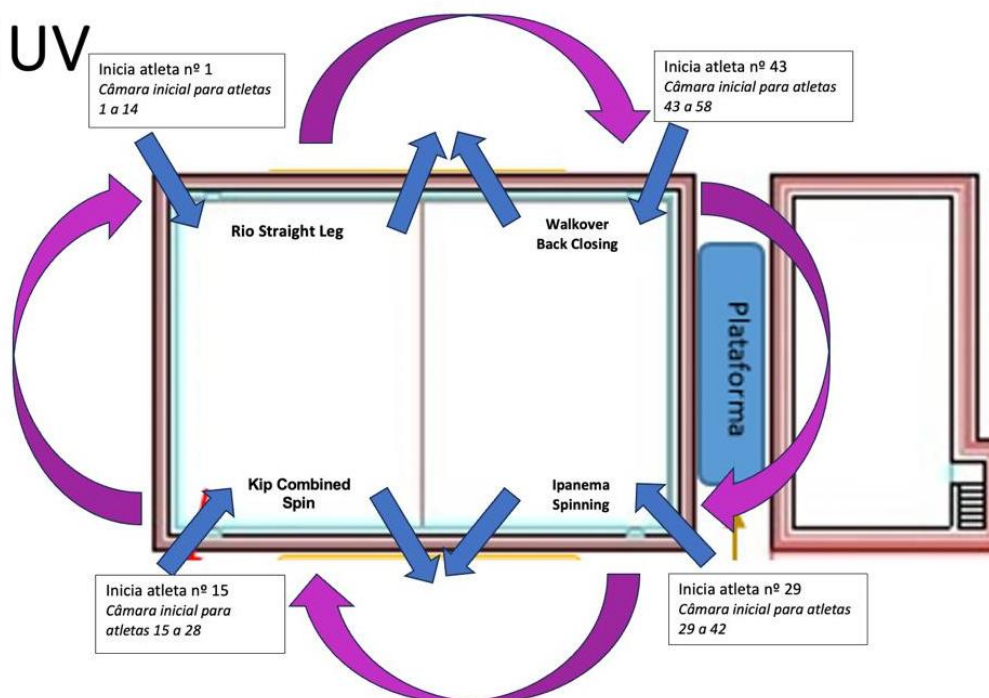 UV
Inicia atleta nº 1
Câmara inicial para atletas
1 a 14
Inicia atleta nº 43
Câmara inicial para atletas
43 a 58
Rio Straight Leg
Walkover
Back Closing
Plataforma
Kip Combined
Spin
Ipanema
Spinning
Inicia atleta nº 15
Câmara inicial para
atletas 15 a 28
Inicia atleta nº 29
Câmara inicial para atletas
29 a 42